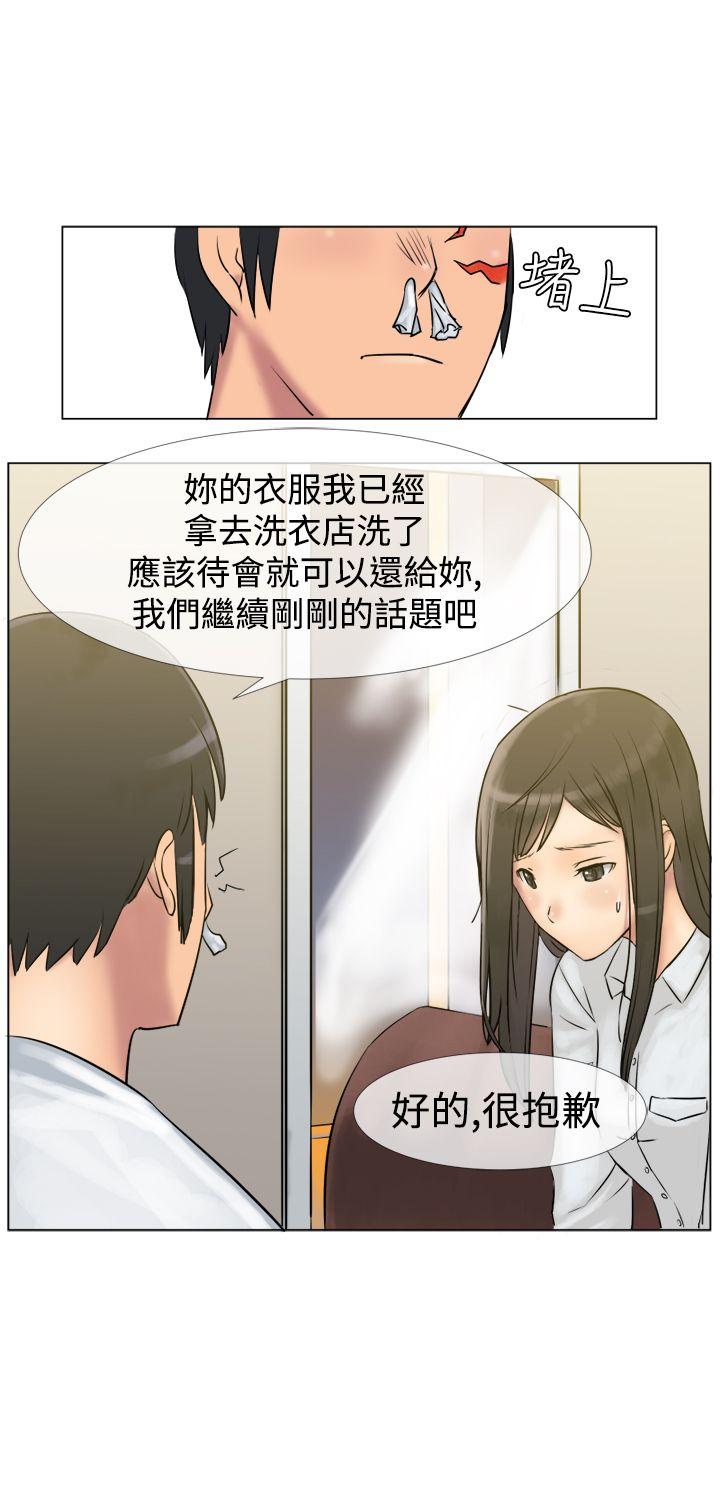 堵上
妳的衣服我已經
拿去洗衣店洗了
應該待會就可以還給妳,
我們繼續剛剛的話題吧
好的,很抱歉